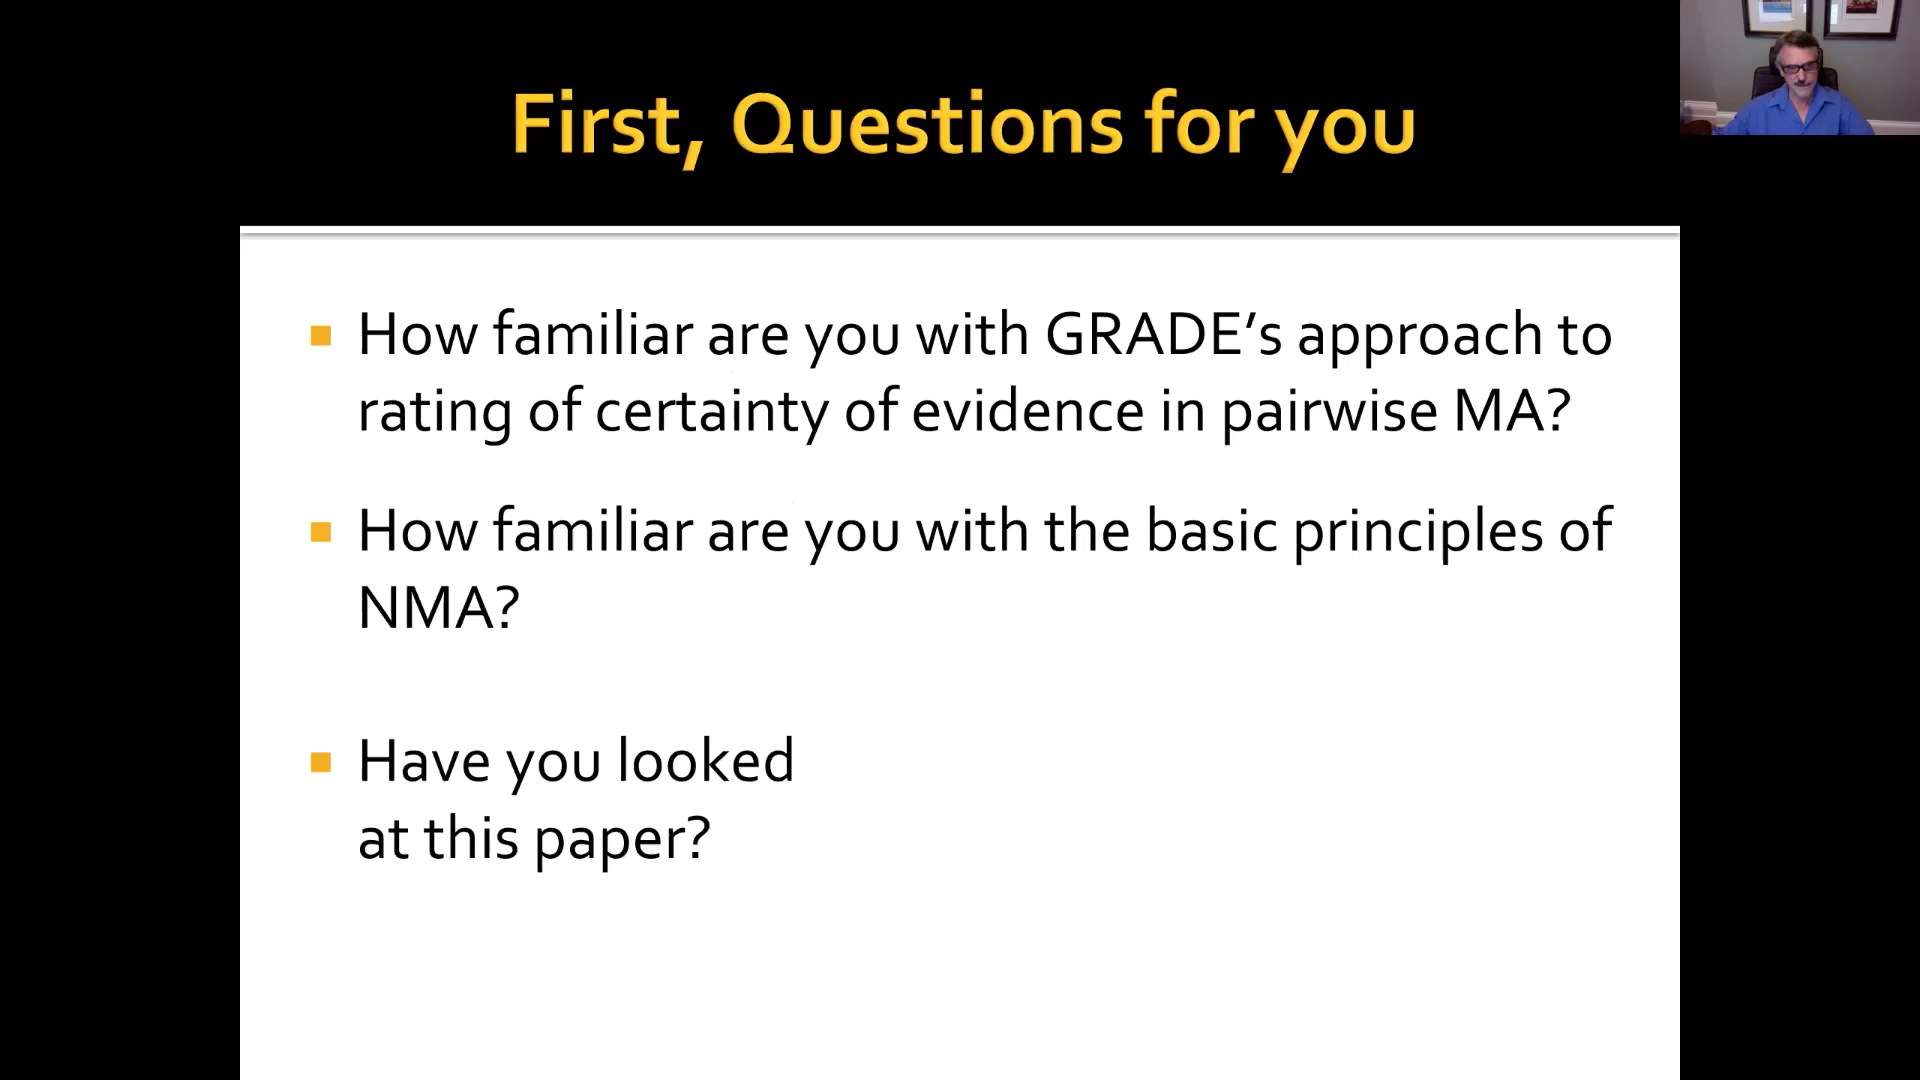 First, Questions for you
How familiar are you with GRADE’s approach to
rating of certainty of evidence in pairwise MA?
How familiar are you with the basic principles of
NMA?
Have you looked
at this paper?